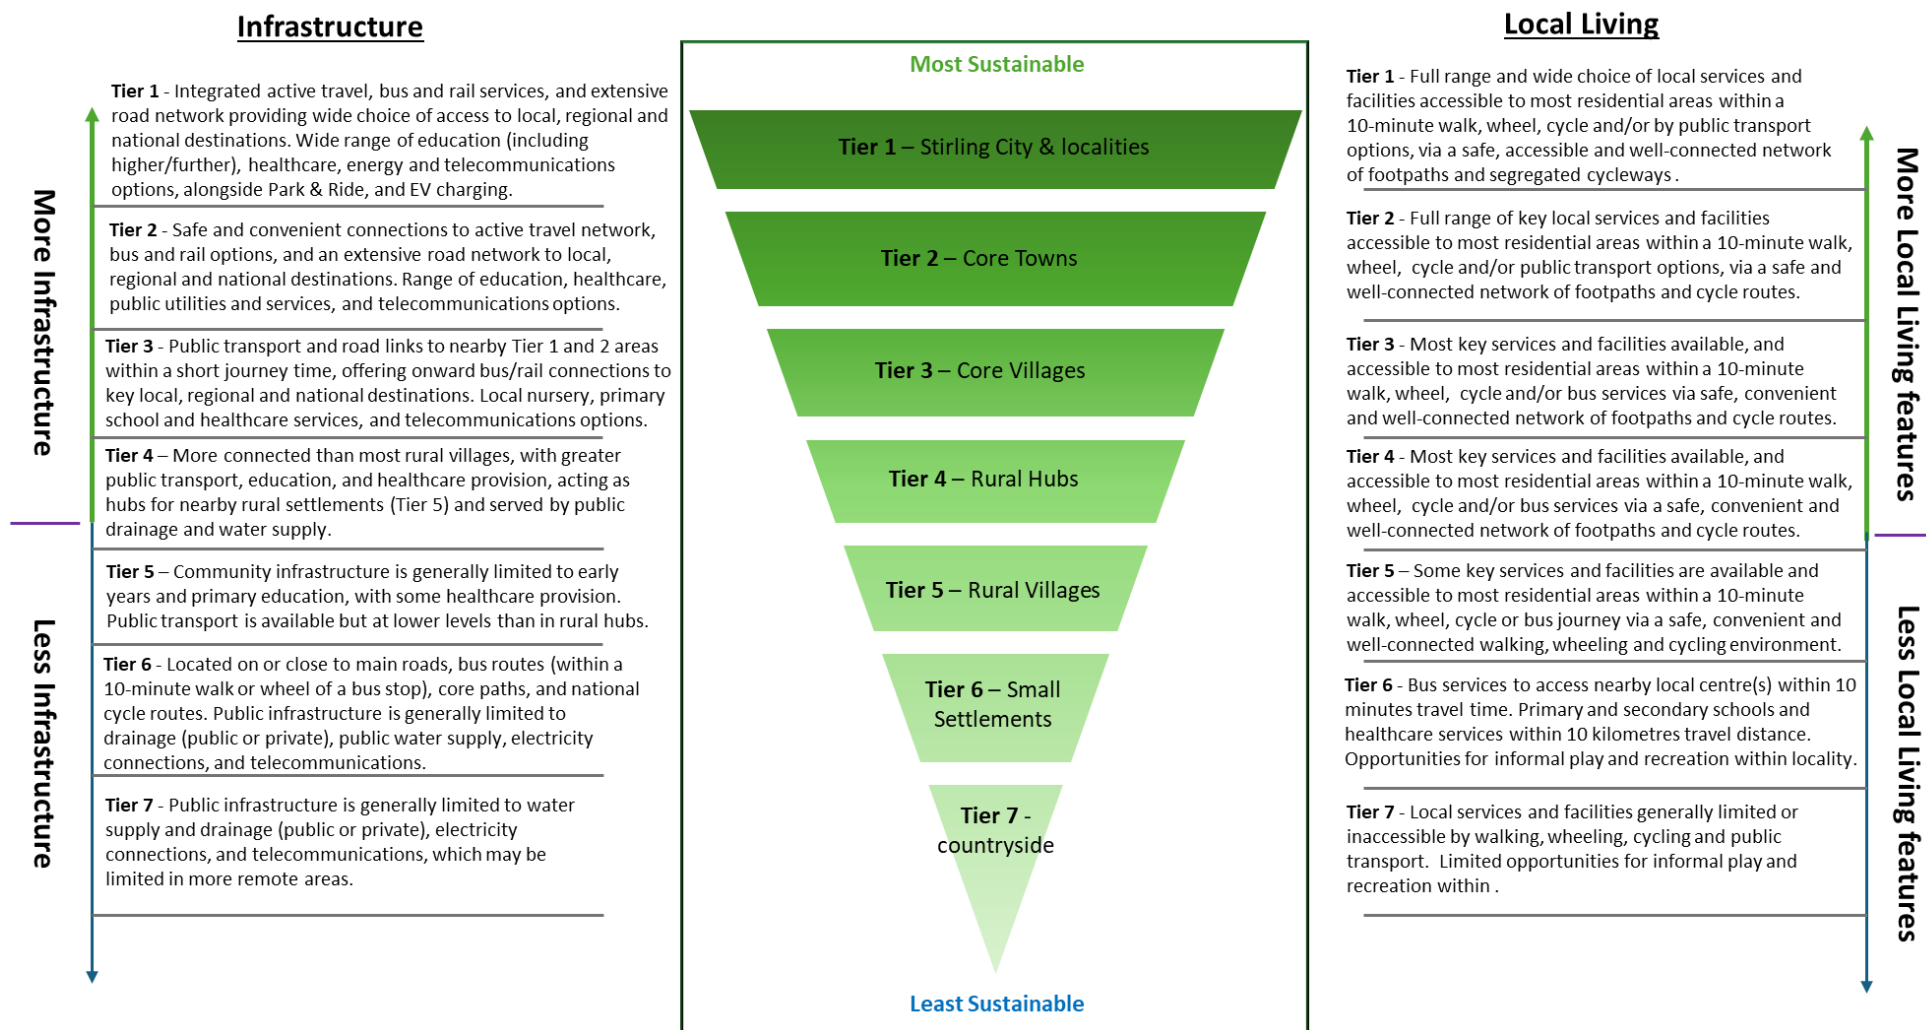 Infrastructure
More Infrastructure
Less Infrastructure
Tier 1 - Integrated active travel, bus and rail services, and extensive
road network providing wide choice of access to local, regional and
national destinations. Wide range of education (including
higher/further), healthcare, energy and telecommunications
options, alongside Park & Ride, and EV charging.
Tier 2 - Safe and convenient connections to active travel network,
bus and rail options, and an extensive road network to local,
regional and national destinations. Range of education, healthcare,
public utilities and services, and telecommunications options.
Tier 3 - Public transport and road links to nearby Tier 1 and 2 areas
within a short journey time, offering onward bus/rail connections to
key local, regional and national destinations. Local nursery, primary
school and healthcare services, and telecommunications options.
Tier 4 – More connected than most rural villages, with greater
public transport, education, and healthcare provision, acting as
hubs for nearby rural settlements (Tier 5) and served by public
drainage and water supply.
Tier 5 – Community infrastructure is generally limited to early
years and primary education, with some healthcare provision.
Public transport is available but at lower levels than in rural hubs.
Tier 6 - Located on or close to main roads, bus routes (within a
10-minute walk or wheel of a bus stop), core paths, and national
cycle routes. Public infrastructure is generally limited to
drainage (public or private), public water supply, electricity
connections, and telecommunications.
Tier 7 - Public infrastructure is generally limited to water
supply and drainage (public or private), electricity
connections, and telecommunications, which may be
limited in more remote areas.
Most Sustainable
Tier 1 – Stirling City & localities
Tier 2 – Core Towns
Tier 3 – Core Villages
Tier 4 – Rural Hubs
Tier 5 – Rural Villages
Tier 6 – Small
Settlements
Tier 7 -
countryside
Least Sustainable
Local Living
Tier 1 - Full range and wide choice of local services and
facilities accessible to most residential areas within a
10-minute walk, wheel, cycle and/or by public transport
options, via a safe, accessible and well-connected network
of footpaths and segregated cycleways .
Tier 2 - Full range of key local services and facilities
accessible to most residential areas within a 10-minute walk,
wheel, cycle and/or public transport options, via a safe and
well-connected network of footpaths and cycle routes.
Tier 3 - Most key services and facilities available, and
accessible to most residential areas within a 10-minute
walk, wheel, cycle and/or bus services via safe, convenient
and well-connected network of footpaths and cycle routes.
Tier 4 - Most key services and facilities available, and
accessible to most residential areas within a 10-minute walk,
wheel, cycle and/or bus services via a safe, convenient and
well-connected network of footpaths and cycle routes.
Tier 5 – Some key services and facilities are available and
accessible to most residential areas within a 10-minute
walk, wheel, cycle or bus journey via a safe, convenient and
well-connected walking, wheeling and cycling environment.
Tier 6 - Bus services to access nearby local centre(s) within 10
minutes travel time. Primary and secondary schools and
healthcare services within 10 kilometres travel distance.
Opportunities for informal play and recreation within locality.
Tier 7 - Local services and facilities generally limited or
inaccessible by walking, wheeling, cycling and public
transport. Limited opportunities for informal play and
recreation within .
More Local Living features
Less Local Living features